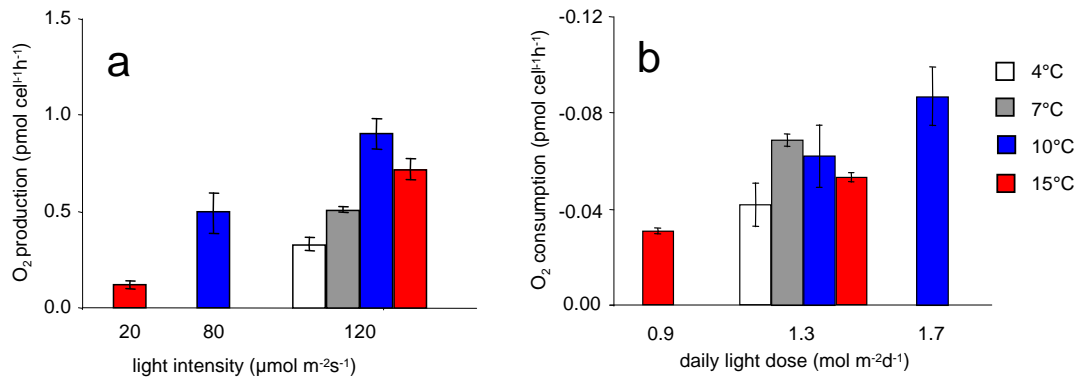 a
O2 production (pmol cell-1h-1)
1.5
1.0
0.5
0.0
20 80 120
light intensity (µmol m-2s-1)
b
O2 consumption (pmol cell-1h-1)
-0.12
-0.08
-0.04
0.00
0.9 1.3 1.7
daily light dose (mol m-2d-1)
4°C
7°C
10°C
15°C